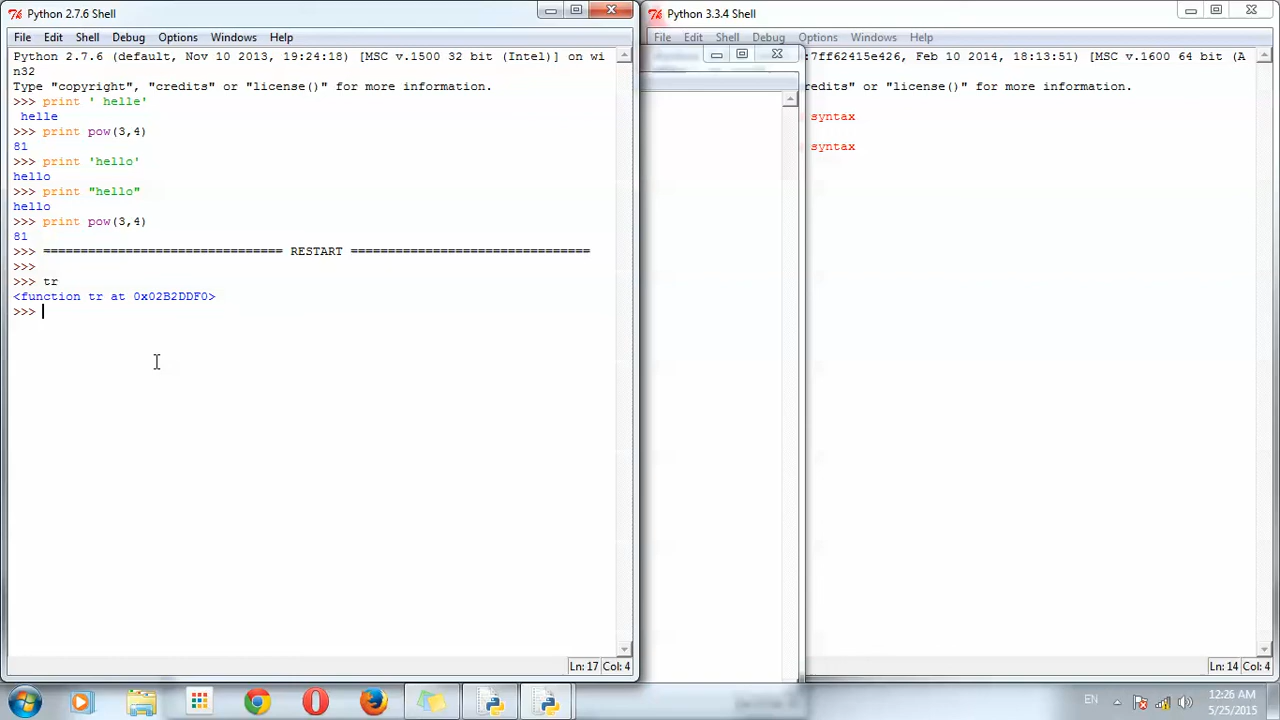 Python 2.7.6 Shell
File Edit Shell Debug Options Windows Help
Python 2.7.6 (default, Nov 10 2013, 19:24:18) [MSC v.1500 32 bit (Intel)] on wi
n32
Type "copyright", "credits" or "license()" for more information.
>>> print ' helle'
 helle
>>> print pow(3,4)
81
>>> print 'hello'
hello
>>> print "hello"
hello
>>> print pow(3,4)
81
>>> ================================ RESTART ================================
>>>
>>> tr
<function tr at 0x02B2DDF0>
>>>
Ln: 17 Col: 4
Python 3.3.4 Shell
File Edit Shell Debug Options Windows Help
:7ff62415e426, Feb 10 2014, 18:13:51) [MSC v.1600 64 bit (A
redits" or "license()" for more information.
syntax
syntax
Ln: 14 Col: 4
EN
12:26 AM
5/25/2015